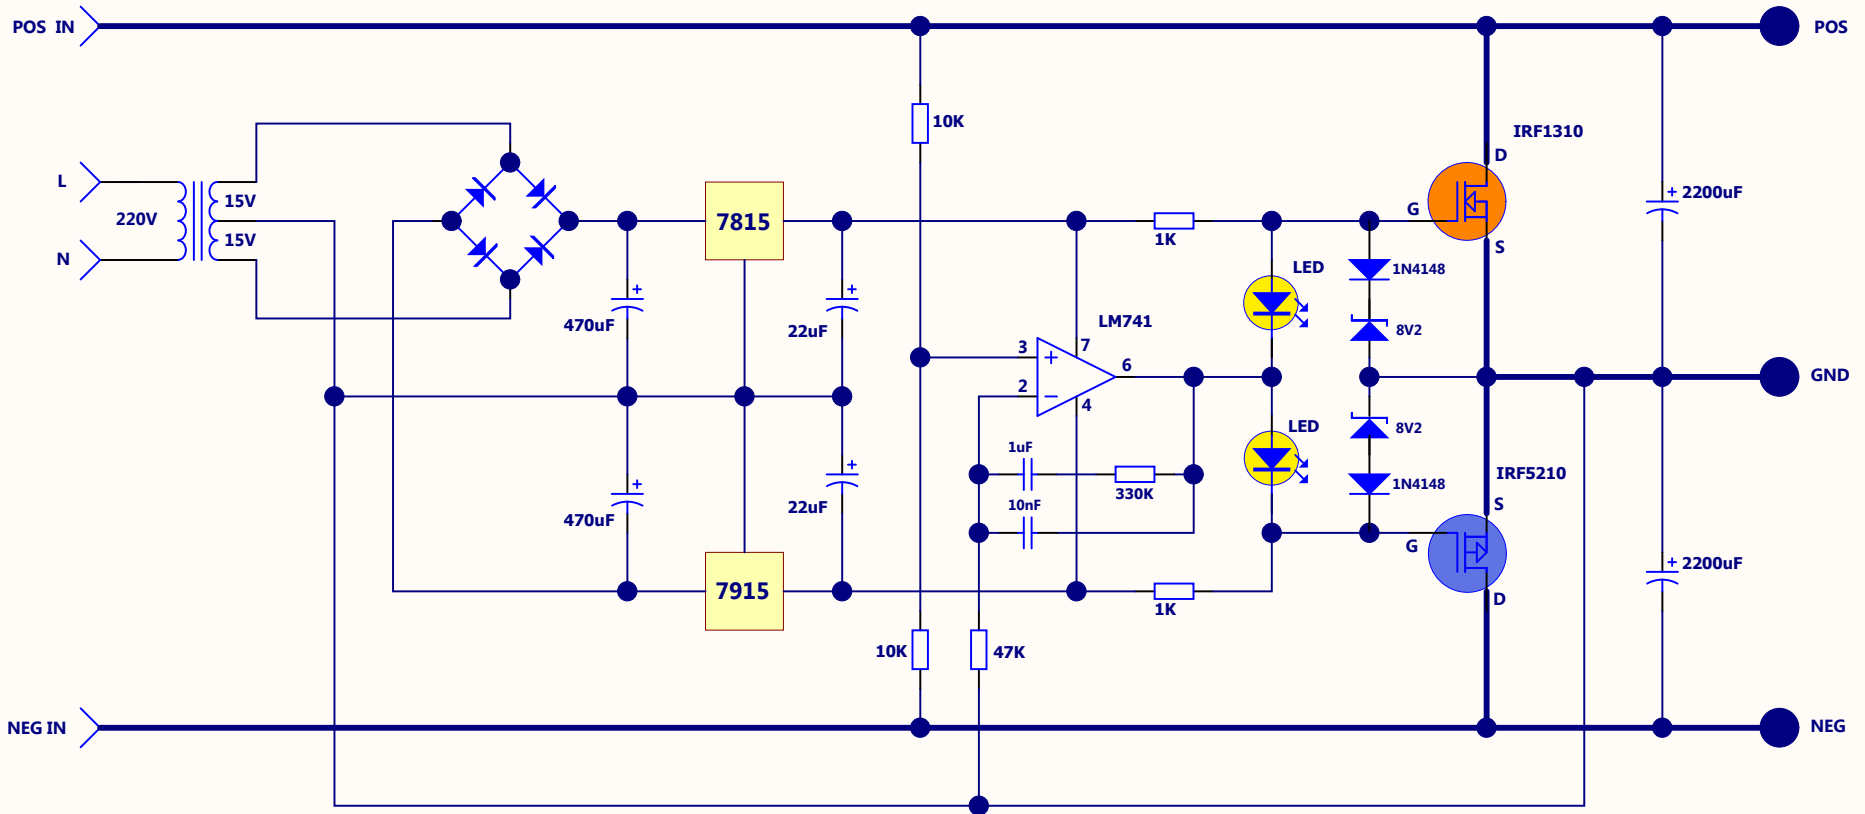 POS IN
POS
10K
IRF1310
D
L
15V
7815
2200uF
220V
G
15V
1K
N
S
LED
1N4148
470uF
22uF
LM741
8V2
3
7
6
GND
2
4
LED
8V2
1uF
IRF5210
330K
1N4148
10nF
S
22uF
470uF
G
2200uF
7915
1K
D
10K
47K
NEG IN
NEG